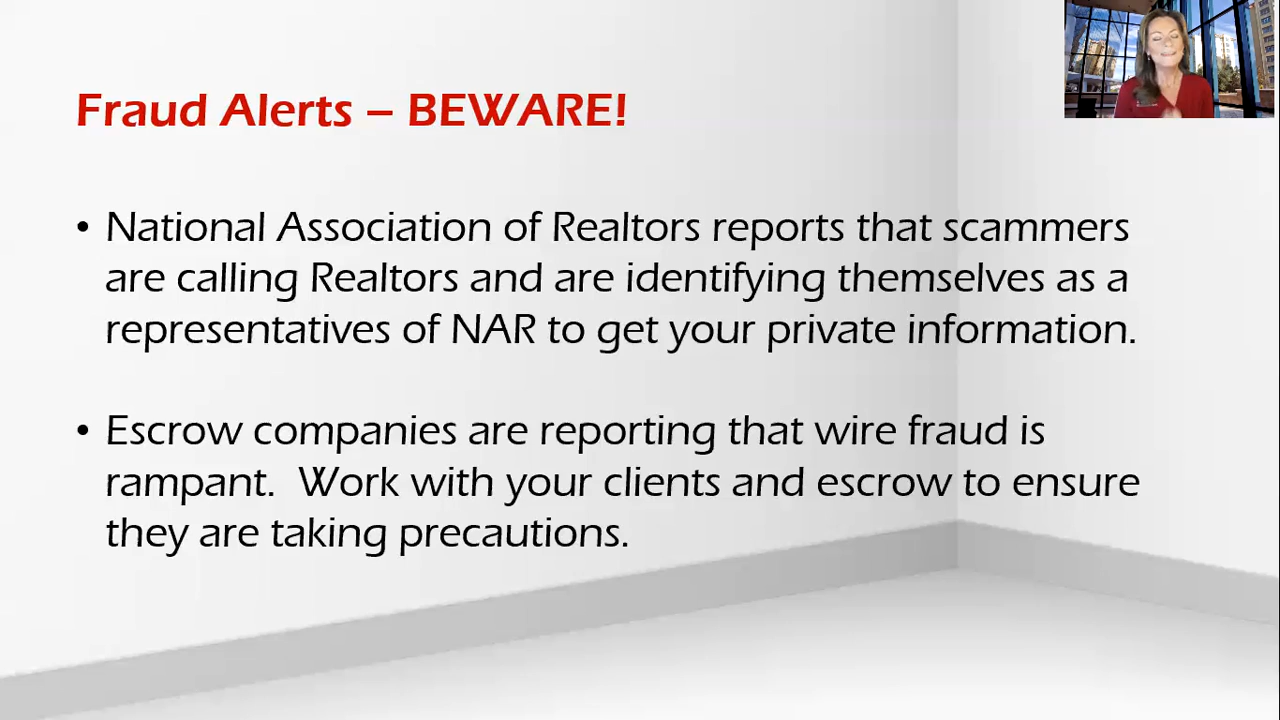 Fraud Alerts – BEWARE!
• National Association of Realtors reports that scammers
are calling Realtors and are identifying themselves as a
representatives of NAR to get your private information.
• Escrow companies are reporting that wire fraud is
rampant.  Work with your clients and escrow to ensure
they are taking precautions.